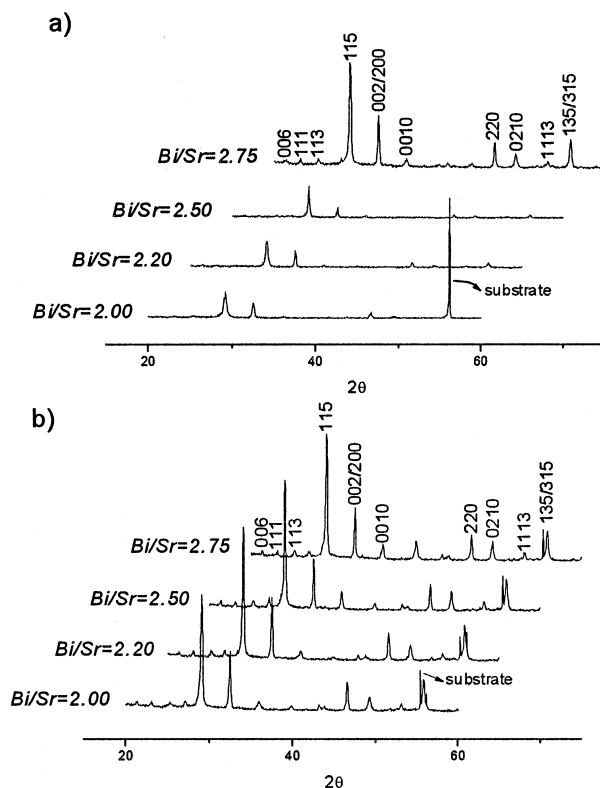 a)
006
111
113
115
002/200
0010
220
0210
1113
135/315
Bi/Sr=2.75
Bi/Sr=2.50
Bi/Sr=2.20
substrate
Bi/Sr=2.00
20 40 60
2θ
b)
006
111
113
115
002/200
0010
220
0210
1113
135/315
Bi/Sr=2.75
Bi/Sr=2.50
Bi/Sr=2.20
substrate
Bi/Sr=2.00
20 40 60
2θ